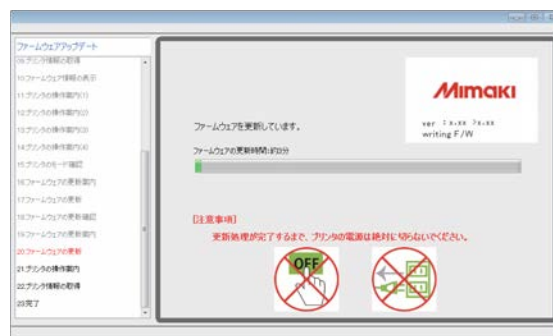 ファームウェアアップデート
09.プリンタ情報の取得
10.ファームウェア情報の表示
11.プリンタの操作案内(1)
12.プリンタの操作案内(2)
13.プリンタの操作案内(3)
14.プリンタの操作案内(4)
15.プリンタのモード確認
16.ファームウェアの更新案内
17.ファームウェアの更新
18.ファームウェアの更新確認
19.ファームウェアの更新案内
20.ファームウェアの更新
21.プリンタの操作案内
22.プリンタ情報の取得
23.完了
Mimaki
ver
writing F/W
ファームウェアを更新しています。
ファームウェアの更新時間:約
[注意事項]
更新処理が完了するまで、プリンタの電源は絶対に切らないでください。
OFF